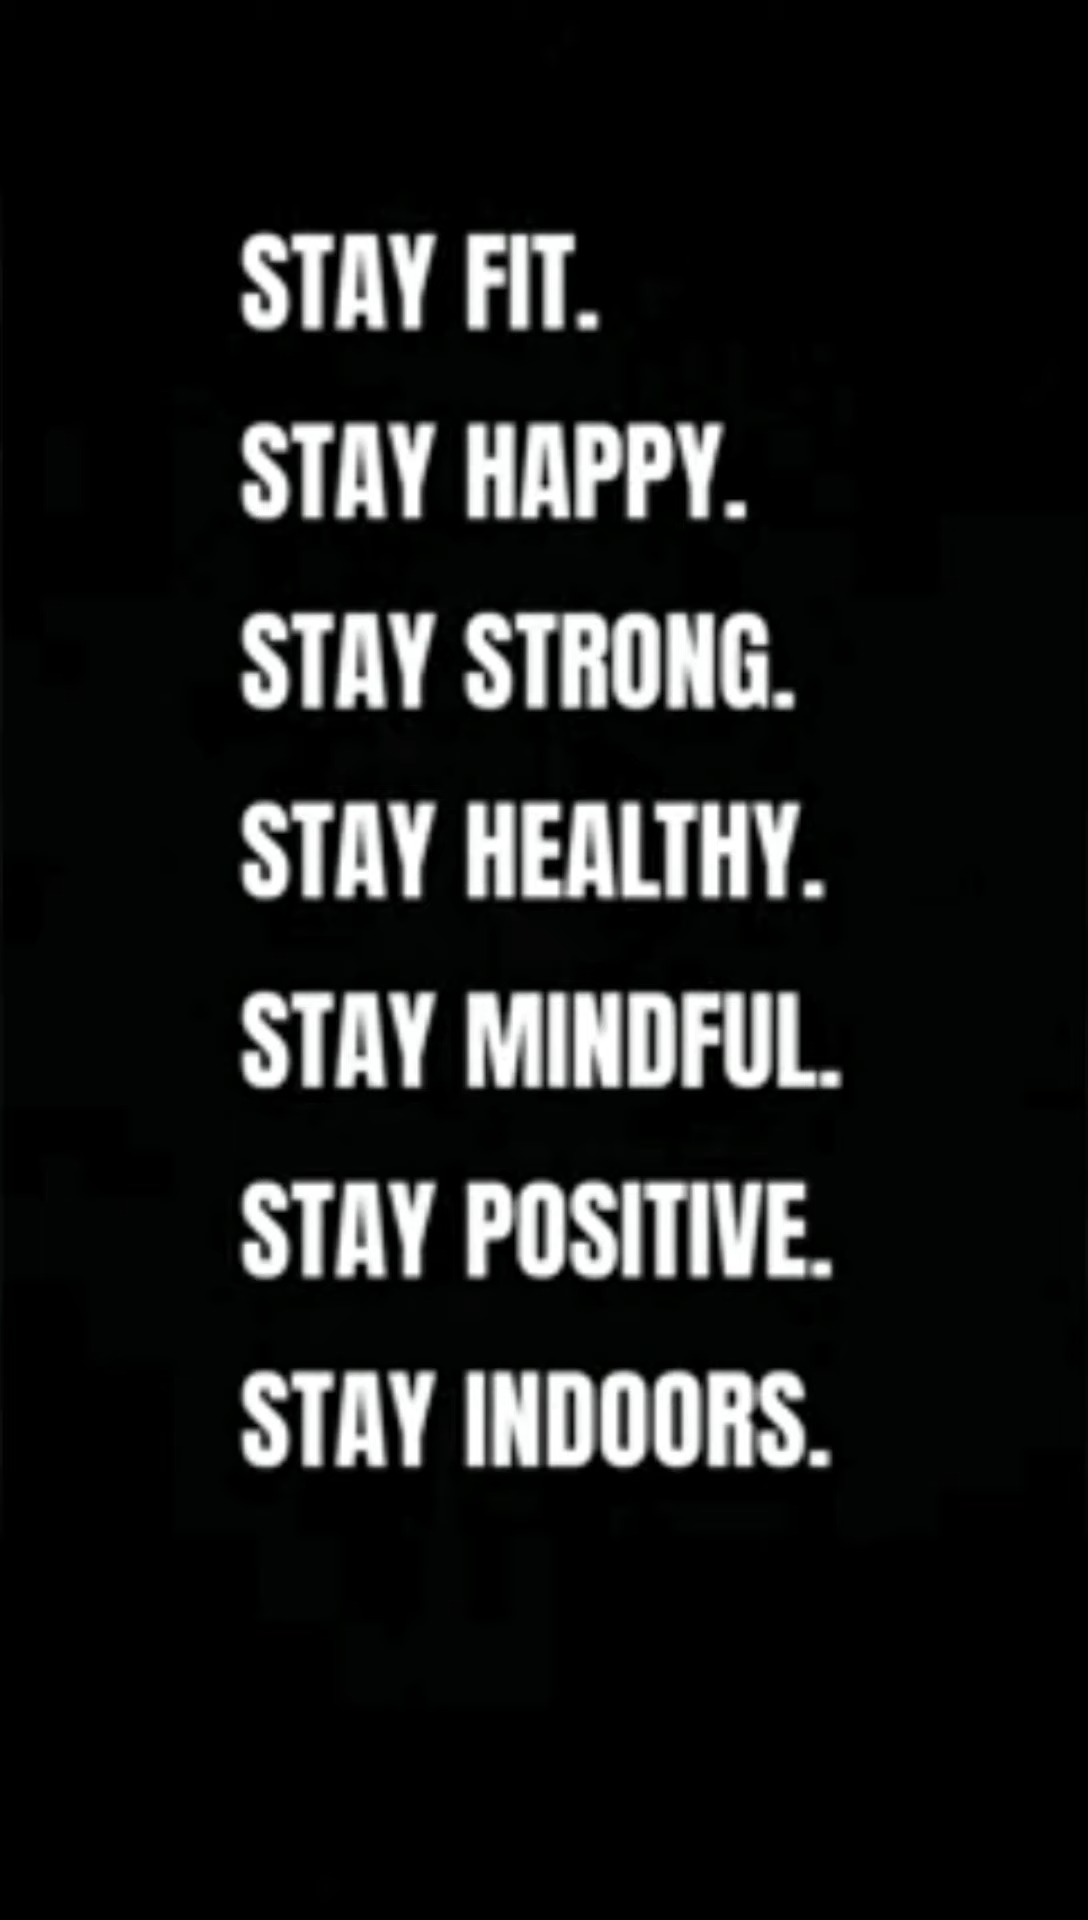 STAY FIT.
STAY HAPPY.
STAY STRONG.
STAY HEALTHY.
STAY MINDFUL.
STAY POSITIVE.
STAY INDOORS.